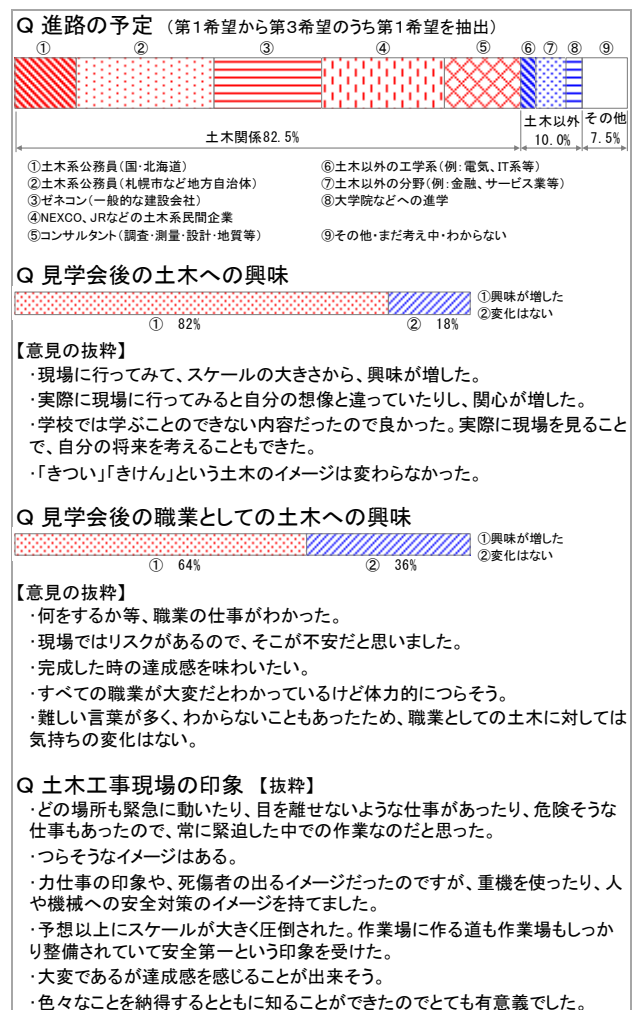 Q 進路の予定 (第1希望から第3希望のうち第1希望を抽出)
① ② ③ ④ ⑤ ⑥ ⑦ ⑧ ⑨
土木関係82.5%
土木以外 10.0%
その他 7.5%
①土木系公務員(国・北海道)
②土木系公務員(札幌市など地方自治体)
③ゼネコン(一般的な建設会社)
④NEXCO、JRなどの土木系民間企業
⑤コンサルタント(調査・測量・設計・地質等)
⑥土木以外の工学系(例:電気、IT系等)
⑦土木以外の分野(例:金融、サービス業等)
⑧大学院などへの進学
⑨その他・まだ考え中・わからない
Q 見学会後の土木への興味
①興味が増した
②変化はない
① 82% ② 18%
【意見の抜粋】
・現場に行ってみて、スケールの大きさから、興味が増した。
・実際に現場に行ってみると自分の想像と違っていたりし、関心が増した。
・学校では学ぶことのできない内容だったので良かった。実際に現場を見ること
で、自分の将来を考えることもできた。
・「きつい」「きけん」という土木のイメージは変わらなかった。
Q 見学会後の職業としての土木への興味
①興味が増した
②変化はない
① 64% ② 36%
【意見の抜粋】
・何をするか等、職業の仕事がわかった。
・現場ではリスクがあるので、そこが不安だと思いました。
・完成した時の達成感を味わいたい。
・すべての職業が大変だとわかっているけど体力的につらそう。
・難しい言葉が多く、わからないこともあったため、職業としての土木に対しては
気持ちの変化はない。
Q 土木工事現場の印象 【抜粋】
・どの場所も緊急に動いたり、目を離せないような仕事があったり、危険そうな
仕事もあったので、常に緊迫した中での作業なのだと思った。
・つらそうなイメージはある。
・力仕事の印象や、死傷者の出るイメージだったのですが、重機を使ったり、人
や機械への安全対策のイメージを持てました。
・予想以上にスケールが大きく圧倒された。作業場に作る道も作業場もしっか
り整備されていて安全第一という印象を受けた。
・大変であるが達成感を感じることが出来そう。
・色々なことを納得するとともに知ることができたのでとても有意義でした。